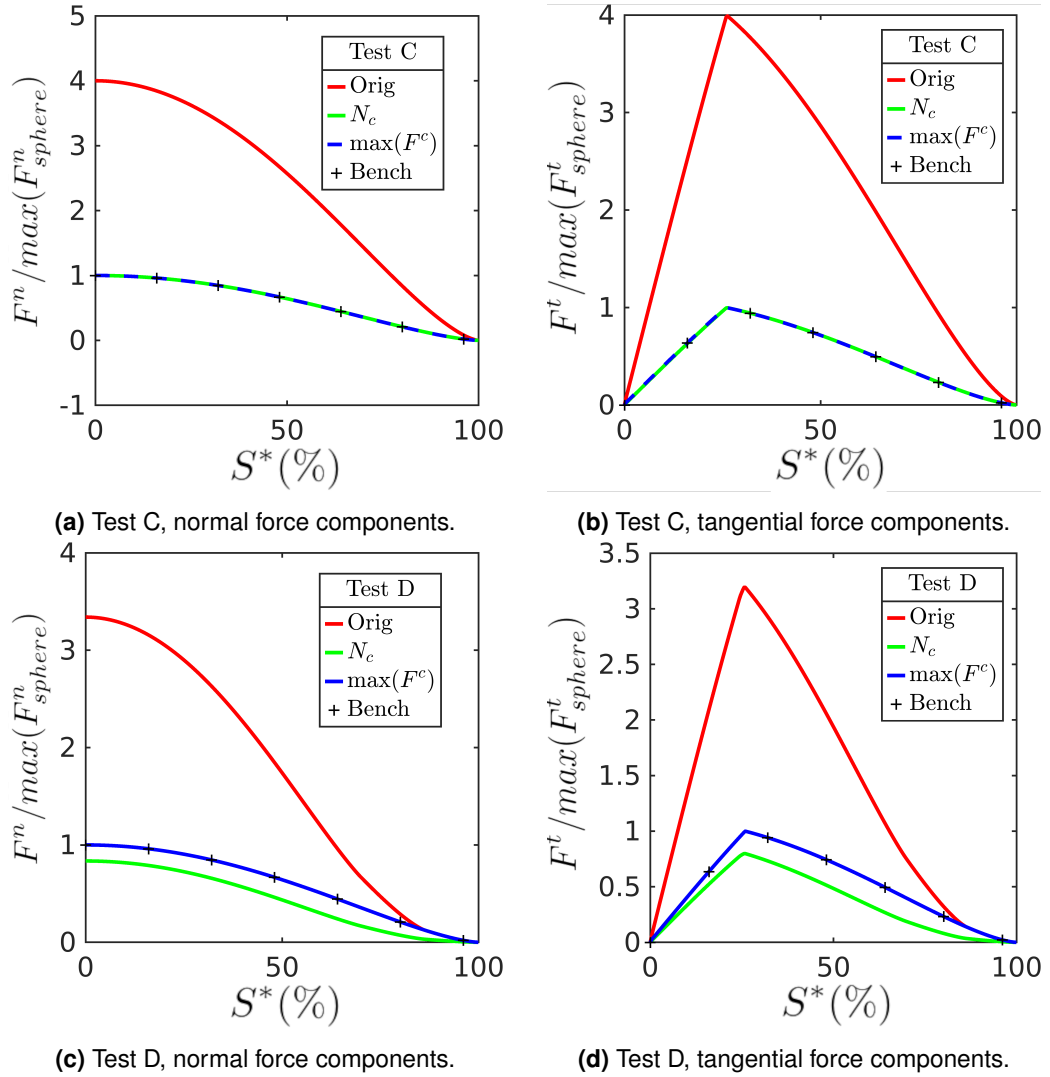 5
4
3
2
1
0
-1
0
50
100
F^n/max(F^n_sphere)
S*(%)
Test C
Orig
N_c
max(F^c)
+ Bench
(a) Test C, normal force components.
4
3
2
1
0
0
50
100
F^t/max(F^t_sphere)
S*(%)
Test C
Orig
N_c
max(F^c)
+ Bench
(b) Test C, tangential force components.
4
3
2
1
0
0
50
100
F^n/max(F^n_sphere)
S*(%)
Test D
Orig
N_c
max(F^c)
+ Bench
(c) Test D, normal force components.
3.5
3
2.5
2
1.5
1
0.5
0
0
50
100
F^t/max(F^t_sphere)
S*(%)
Test D
Orig
N_c
max(F^c)
+ Bench
(d) Test D, tangential force components.